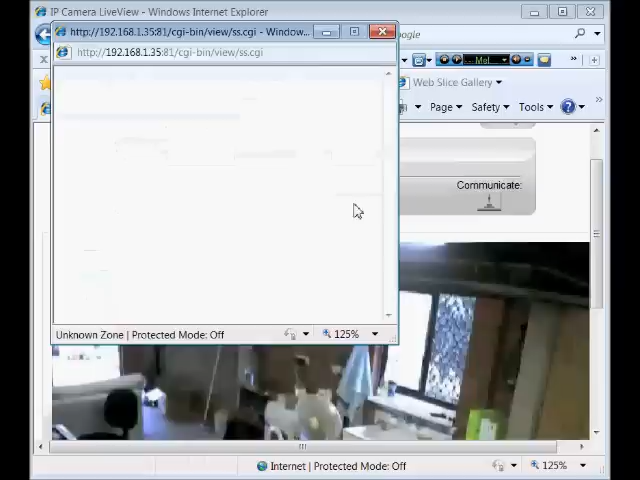 IP Camera LiveView - Windows Internet Explorer
http://192.168.1.35:81/cgi-bin/view/ss.cgi - Window...
http://192.168.1.35:81/cgi-bin/view/ss.cgi
Mel
Web Slice Gallery
Page
Safety
Tools
Communicate:
Unknown Zone | Protected Mode: Off
125%
Internet | Protected Mode: Off
125%